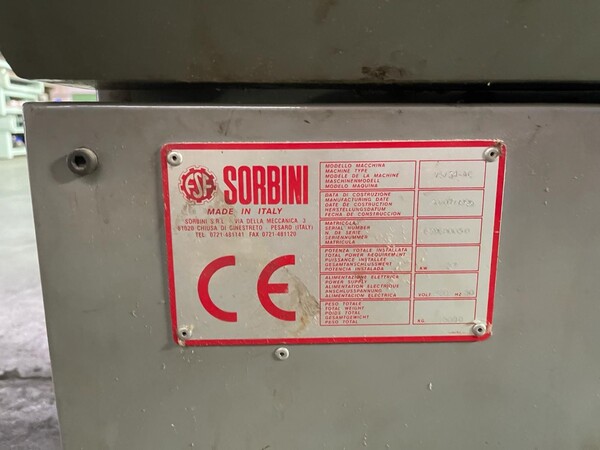 FSE SORBINI
MADE IN ITALY
SORBINI S.R.L. VIA DELLA MECCANICA 3
61020 CHIUSA DI GINESTRETO PESARO (ITALY)
TEL. 0721-481141 FAX 0721-481120
CE
MODELLO MACCHINA
MACHINE TYPE
MODELE DE LA MACHINE
MASCHINENMODELL
MODELO MAQUINA
DATA DI COSTRUZIONE
MANUFACTURING DATE
DATE DE COSTRUCTION
HERSTELLUNGSDATUM
FECHA DE CONSTRUCCION
MATRICOLA
SERIAL NUMBER
N. DE SERIE
SERIENNUMMER
MATRICULA
POTENZA TOTALE INSTALLATA
TOTAL POWER REQUIREMENT
PUISSANCE INSTALLEE
GESAMTANSCHLUSSWERT
POTENCIA INSTALADA
KW
ALIMENTAZIONE ELETTRICA
POWER SUPPLY
ALIMENTATION ELECTRIQUE
ANSCHLUSSPANNUNG
ALIMENTACION ELECTRICA
VOLT HZ
PESO TOTALE
TOTAL WEIGHT
POIDS TOTAL
GESAMTGEWICHT
PESO TOTAL
KG